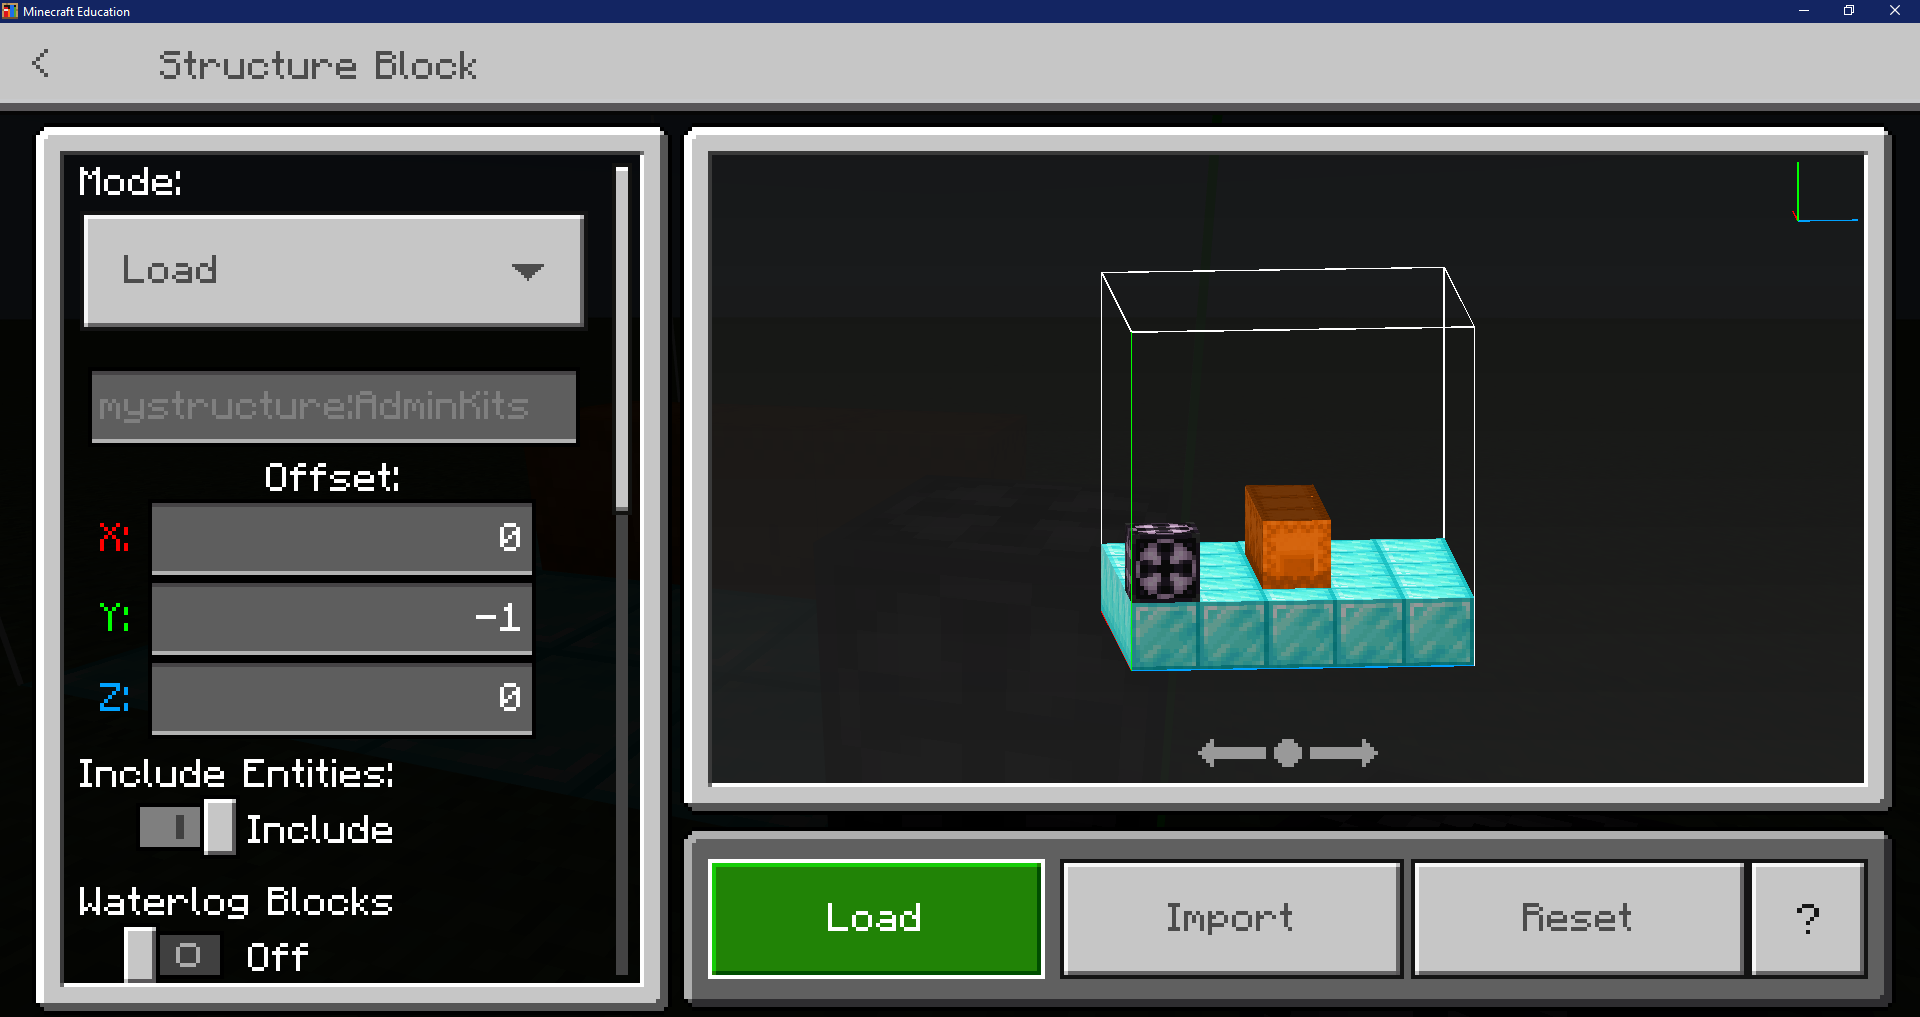 Minecraft Education
Structure Block
Mode:
Load
mystructure:AdminKits
Offset:
X: 0
Y: -1
Z: 0
Include Entities:
Include
Waterlog Blocks
Off
Load
Import
Reset
?